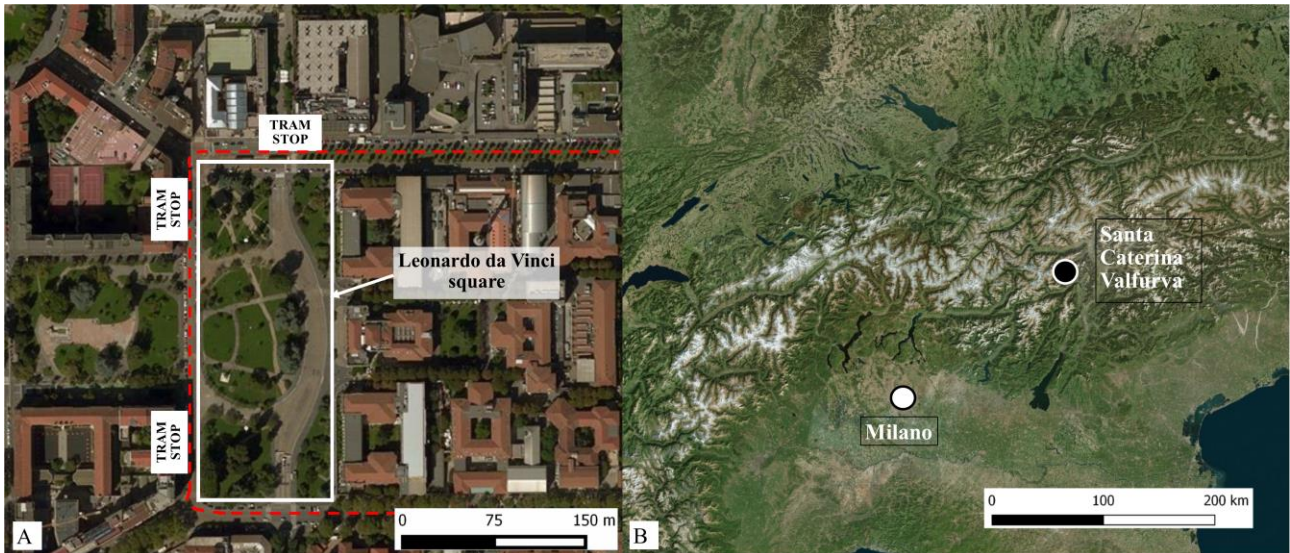 TRAM
STOP
TRAM
STOP
Leonardo da Vinci
square
TRAM
STOP
0 75 150 m
A
Santa
Caterina
Valfurva
Milano
0 100 200 km
B